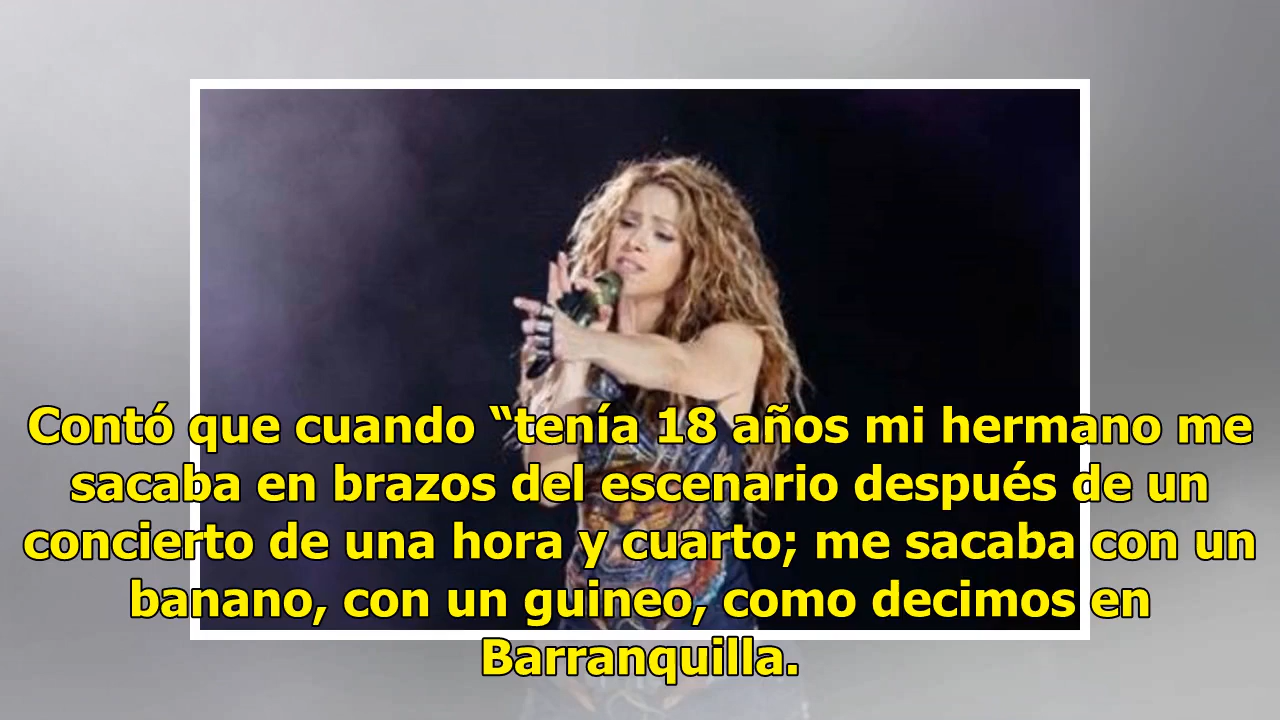 Contó que cuando “tenía 18 años mi hermano me
sacaba en brazos del escenario después de un
concierto de una hora y cuarto; me sacaba con un
banano, con un guineo, como decimos en
Barranquilla.